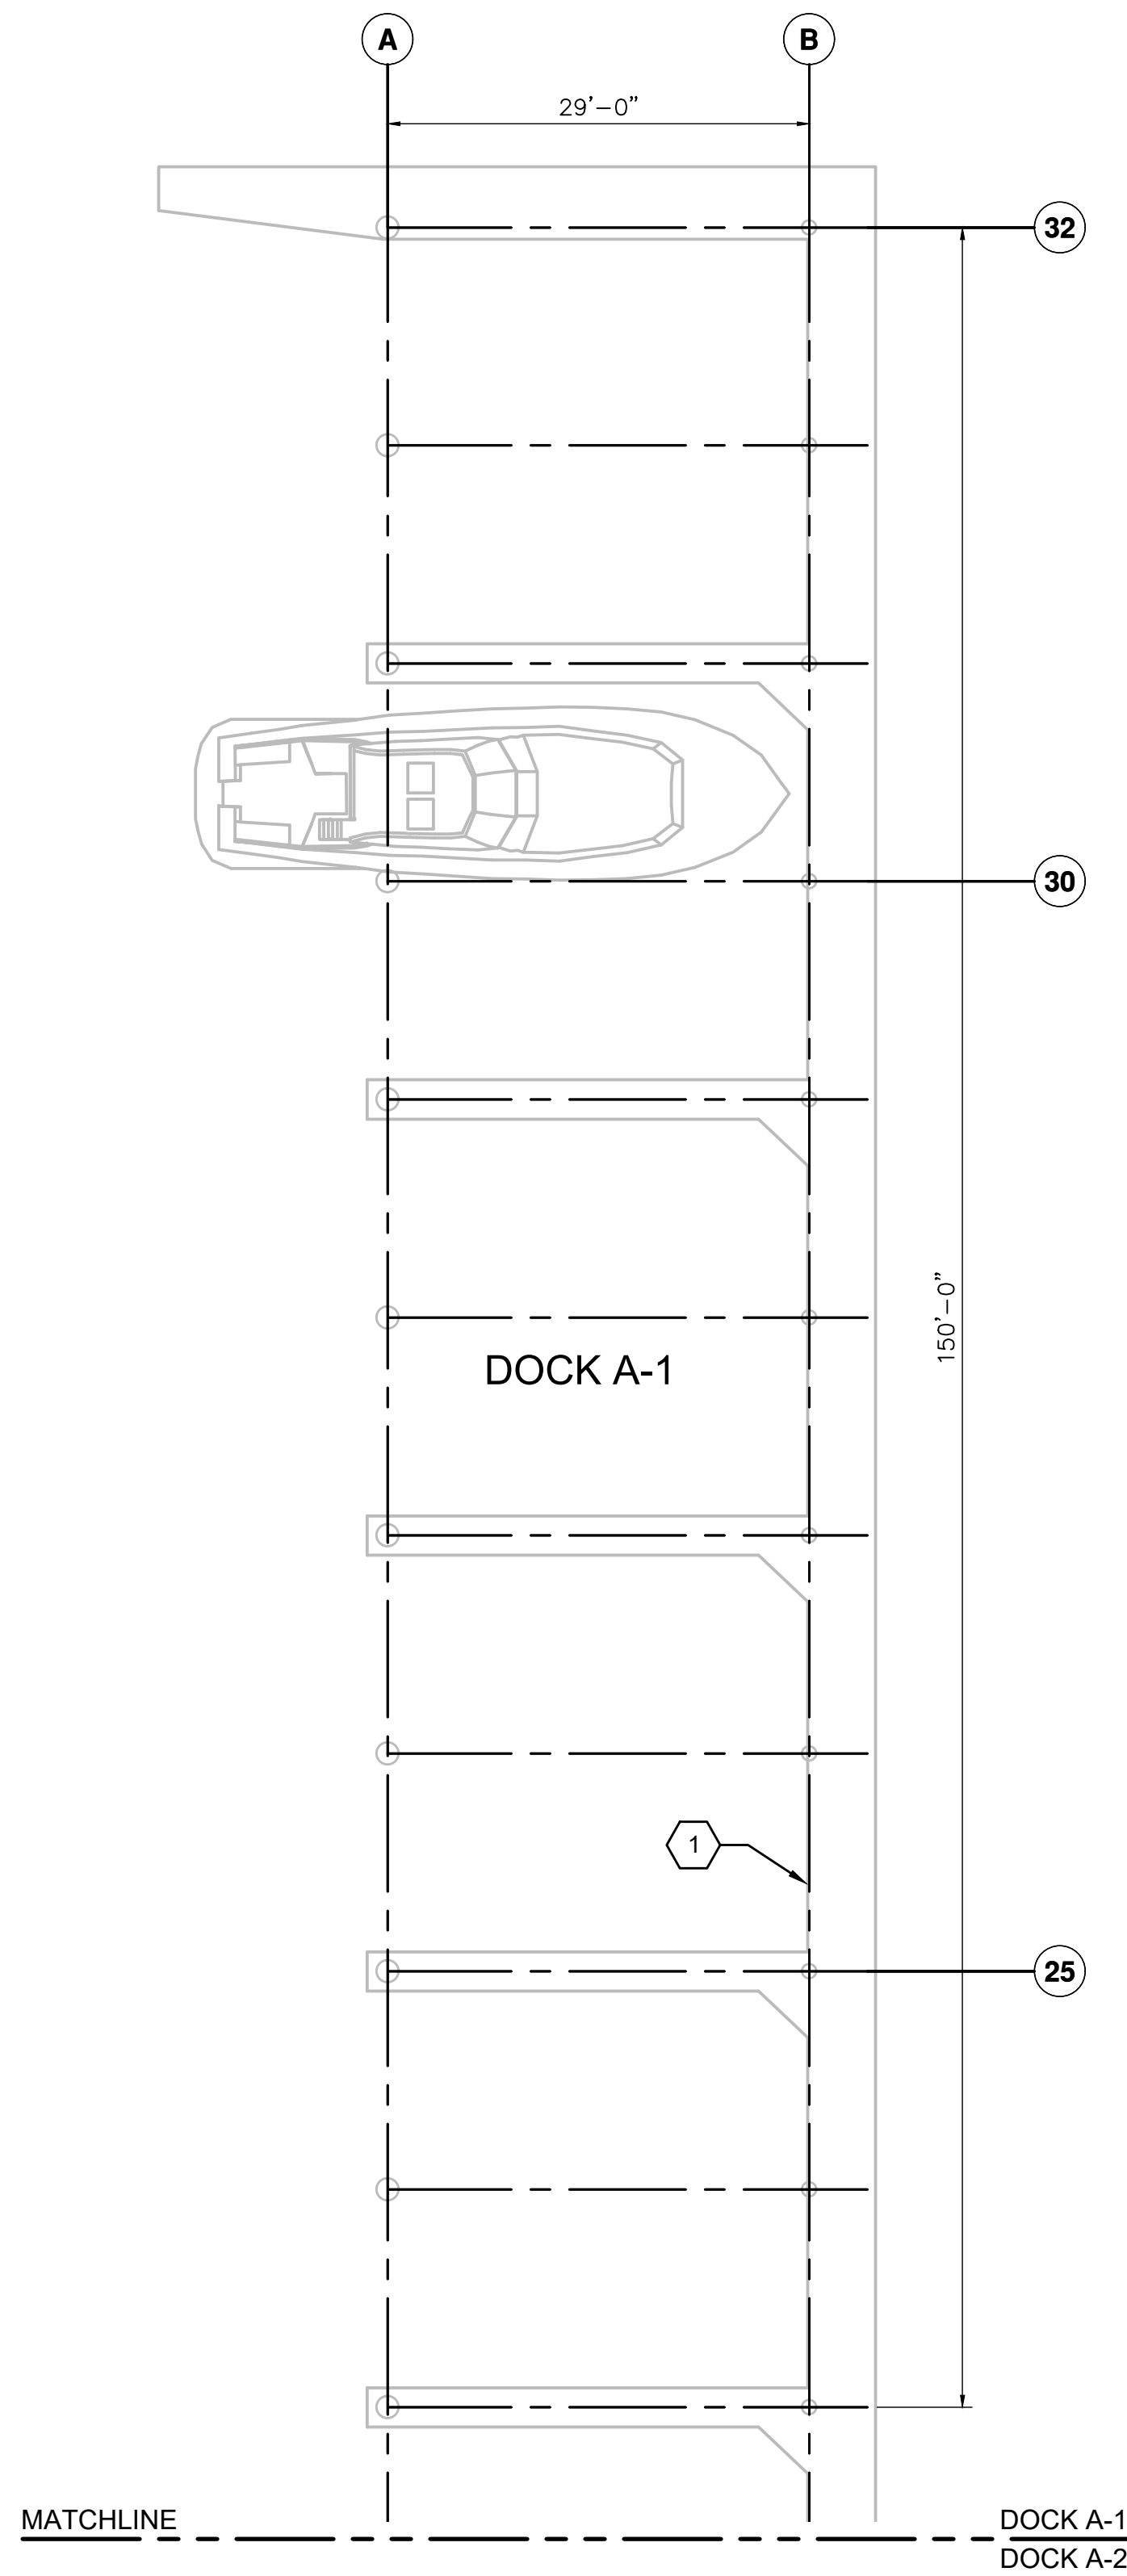 A
B
29’-0”
32
30
150’-0”
DOCK A-1
1
25
MATCHLINE
DOCK A-1
DOCK A-2